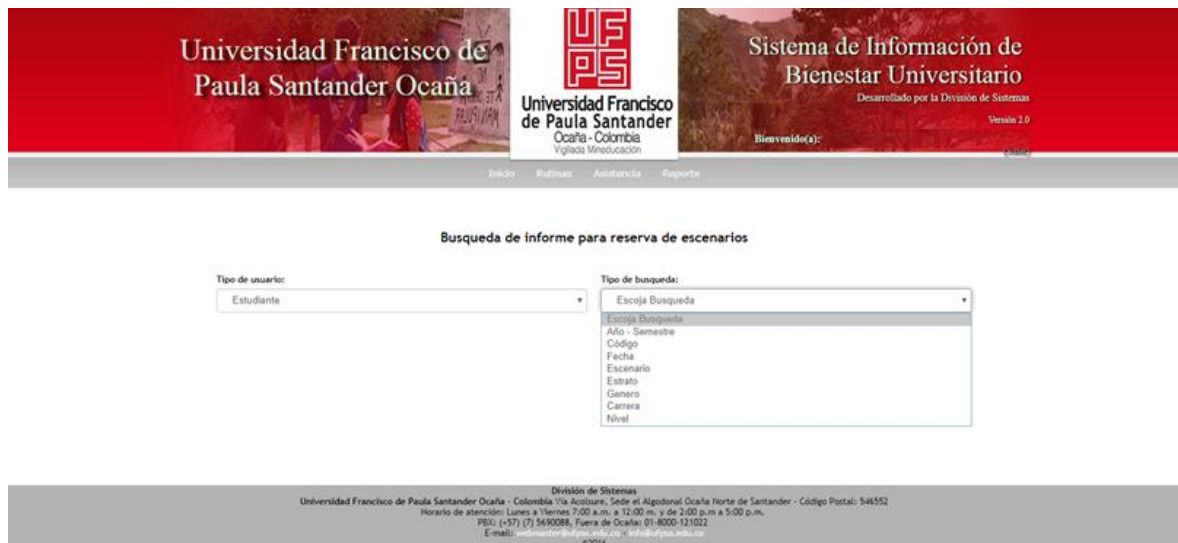 Universidad Francisco de
Paula Santander Ocaña
UFPS
Universidad Francisco
de Paula Santander
Ocaña - Colombia
Vigilada Mineducación
Sistema de Información de
Bienestar Universitario
Desarrollado por la División de Sistemas
Versión 2.0
Bienvenido(a):
(Salir)
Inicio Rutinas Asistencia Reporte
Busqueda de informe para reserva de escenarios
Tipo de usuario:
Estudiante
Tipo de busqueda:
Escoja Busqueda
Escoja Busqueda
Año - Semestre
Código
Fecha
Escenario
Estrato
Genero
Carrera
Nivel
División de Sistemas
Universidad Francisco de Paula Santander Ocaña - Colombia Vía Acolsure, Sede el Algodonal Ocaña Norte de Santander - Código Postal: 546552
Horario de atención: Lunes a Viernes 7:00 a.m. a 12:00 m. y de 2:00 p.m a 5:00 p.m.
PBX: (+57) (7) 5690088, Fuera de Ocaña: 01-8000-121022
E-mail: webmaster@ufpso.edu.co - info@ufpso.edu.co